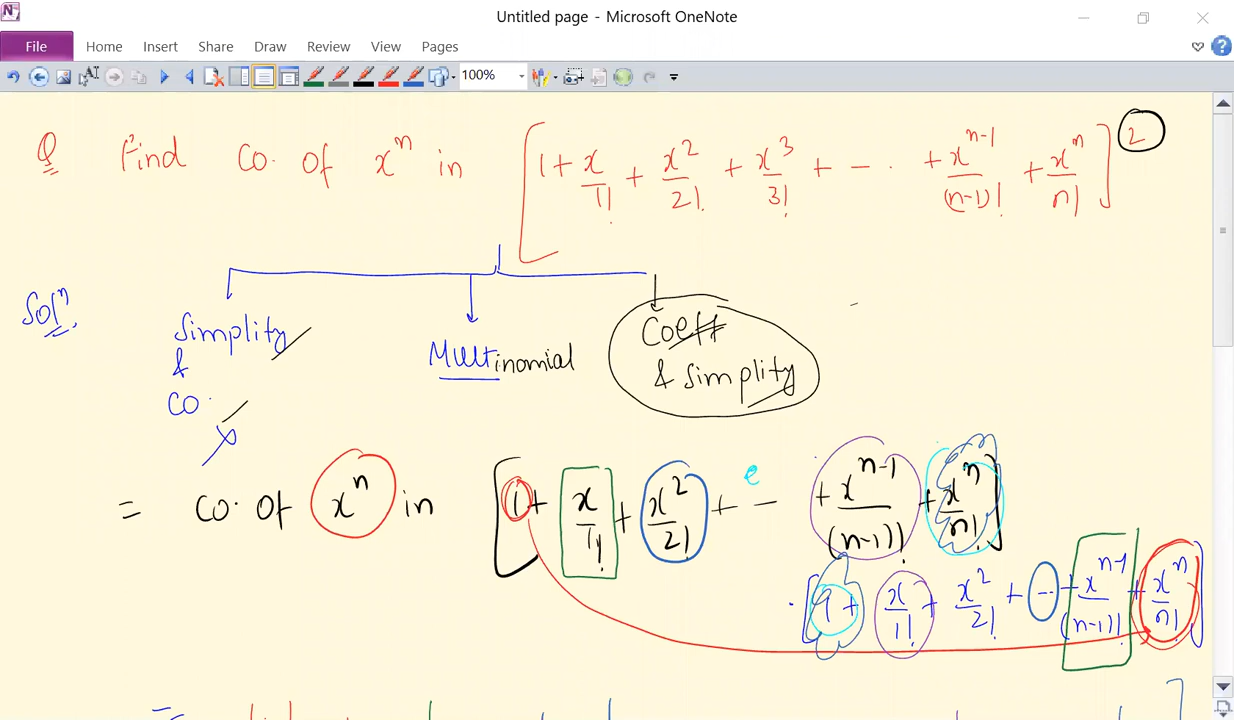 Untitled page - Microsoft OneNote
File Home Insert Share Draw Review View Pages
100%
Q Find co. of x^n in [1 + x/1! + x^2/2! + x^3/3! + - - . + x^{n-1}/(n-1)! + x^n/n!]^2
Sol^n.
Simplity & co.
Multinomial
Coeff & Simplity
= co. of x^n in [1 + x/1! + x^2/2! + - + x^{n-1}/(n-1)! + x^n/n!]
e
. [1 + x/1! + x^2/2! + -- + x^{n-1}/(n-1)! + x^n/n!]